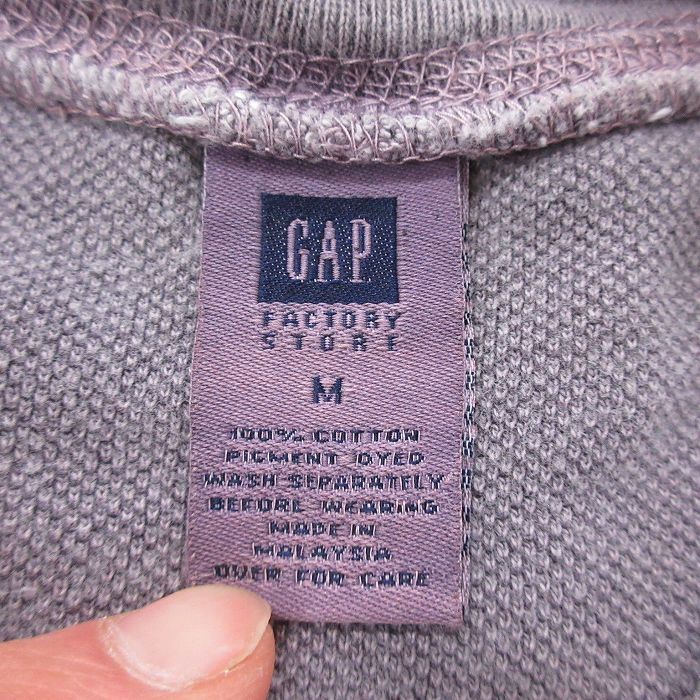 GAP
FACTORY
STORE
M
100% COTTON
PIGMENT DYED
WASH SEPARATELY
BEFORE WEARING
MADE IN
MALAYSIA
OVER FOR CARE